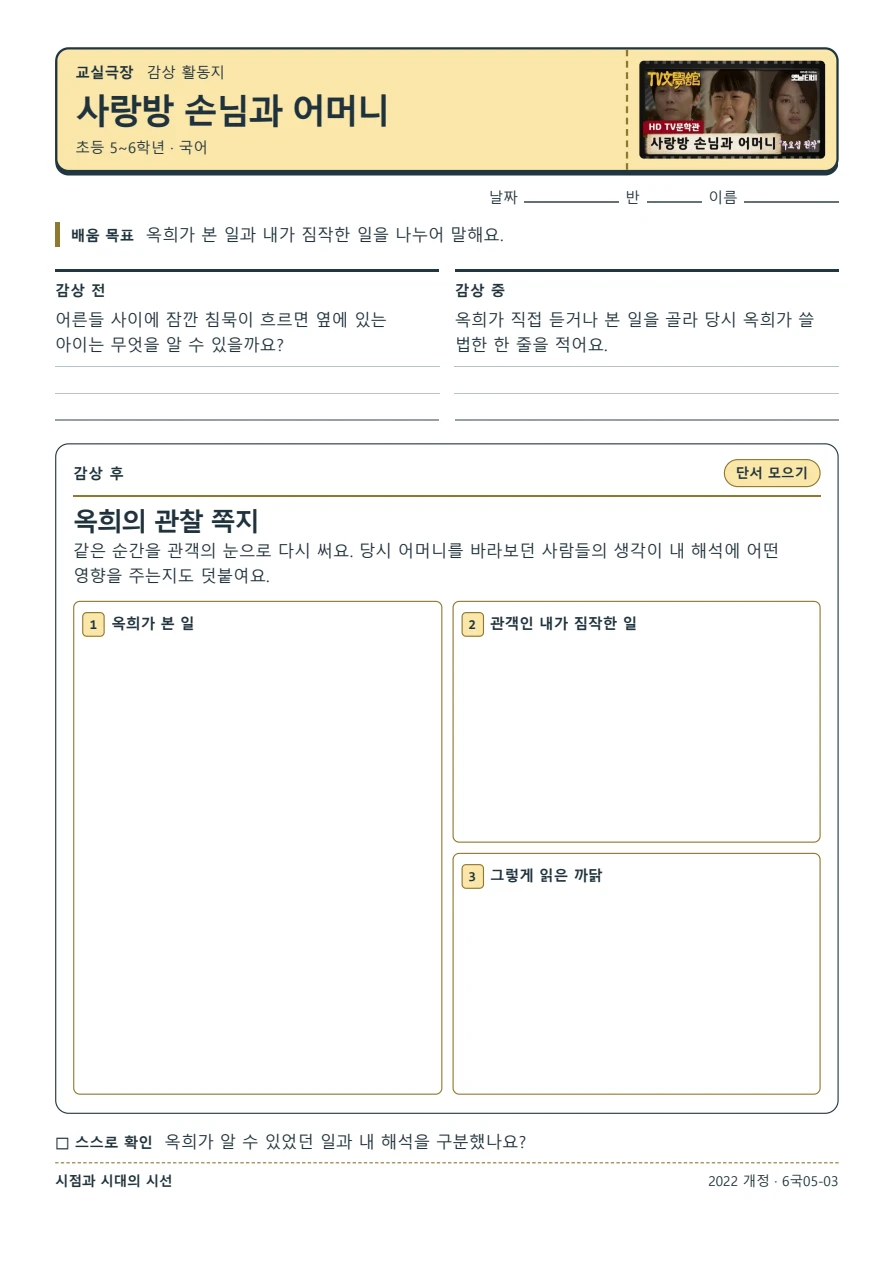 교실극장 감상 활동지
사랑방 손님과 어머니
초등 5~6학년 · 국어
TV文學館
옛날티비
HD TV문학관
사랑방 손님과 어머니
"주요섭 원작"
날짜 반 이름
배움 목표 옥희가 본 일과 내가 짐작한 일을 나누어 말해요.
감상 전
어른들 사이에 잠깐 침묵이 흐르면 옆에 있는
아이는 무엇을 알 수 있을까요?
감상 중
옥희가 직접 듣거나 본 일을 골라 당시 옥희가 쓸
법한 한 줄을 적어요.
감상 후
단서 모으기
옥희의 관찰 쪽지
같은 순간을 관객의 눈으로 다시 써요. 당시 어머니를 바라보던 사람들의 생각이 내 해석에 어떤
영향을 주는지도 덧붙여요.
1 옥희가 본 일
2 관객인 내가 짐작한 일
3 그렇게 읽은 까닭
□ 스스로 확인 옥희가 알 수 있었던 일과 내 해석을 구분했나요?
시점과 시대의 시선
2022 개정 · 6국05-03